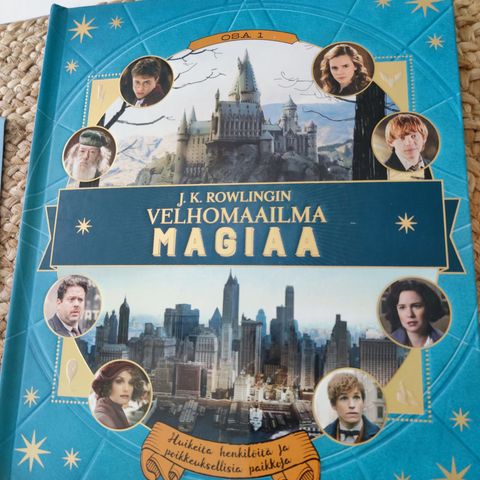 OSA 1
J. K. ROWLINGIN
VELHOMAAILMA
MAGIAA
Huikeita henkilöitä ja
poikkeuksellisia paikkoja